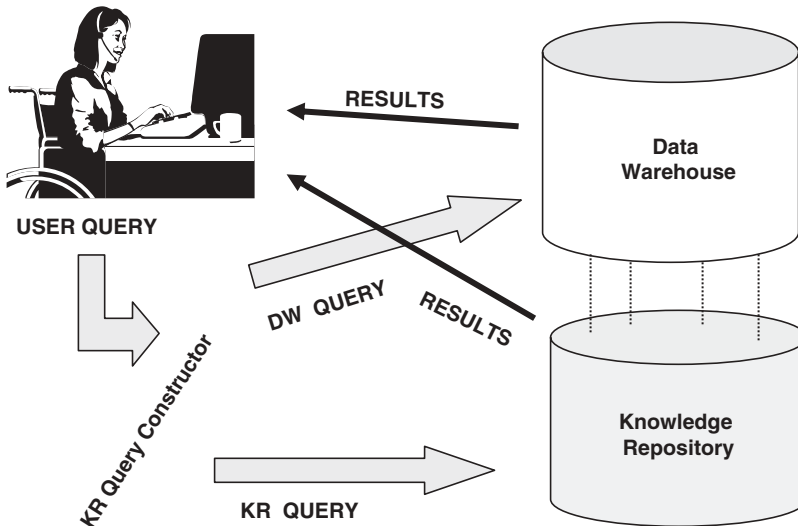 RESULTS
Data
Warehouse
USER QUERY
DW QUERY
RESULTS
KR Query Constructor
Knowledge
Repository
KR QUERY